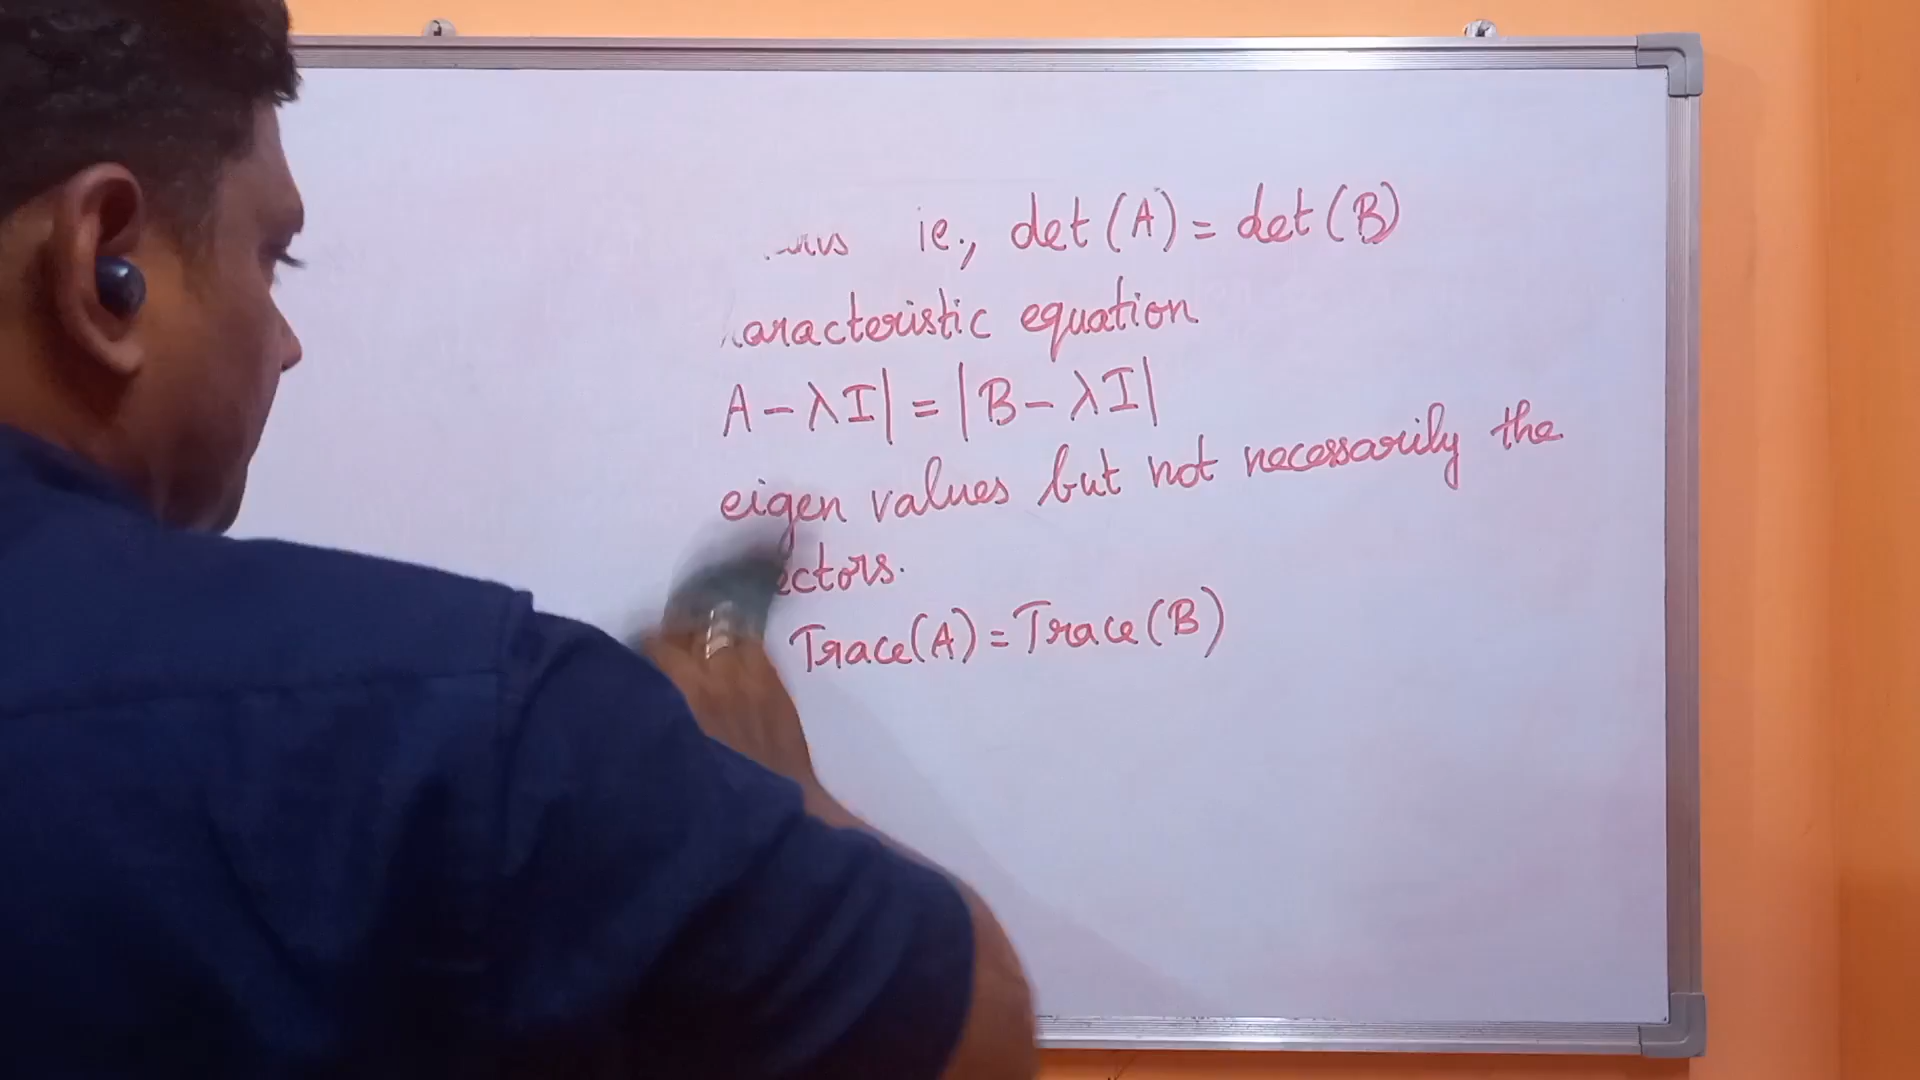 ie., det(A) = det(B)
aracteristic equation
A - λI| = |B - λI|
eigen values but not necessarily the
ectors.
Trace(A) = Trace(B)